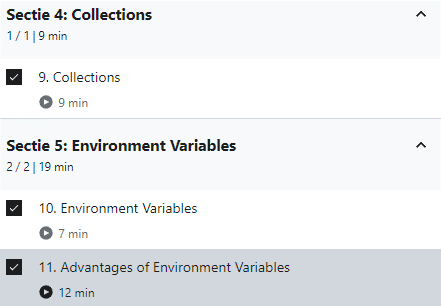 Sectie 4: Collections
1 / 1 | 9 min
9. Collections
9 min
Sectie 5: Environment Variables
2 / 2 | 19 min
10. Environment Variables
7 min
11. Advantages of Environment Variables
12 min